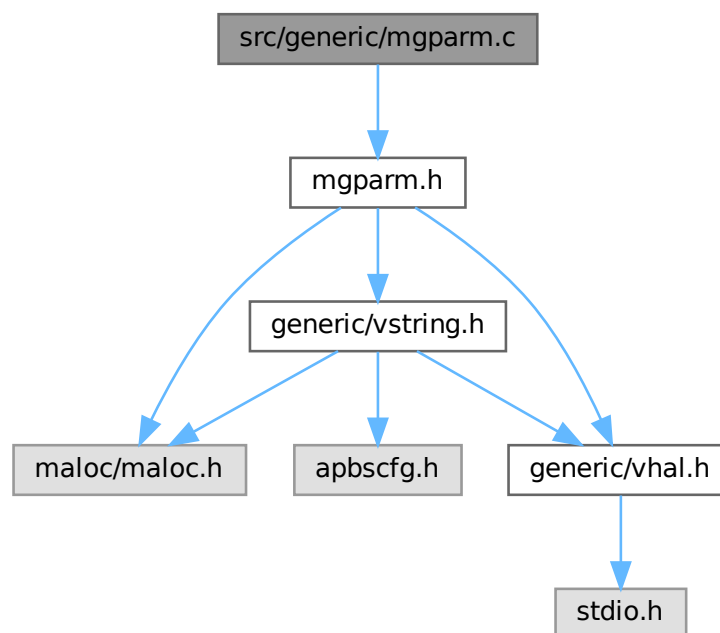 src/generic/mgparm.c
mgparm.h
generic/vstring.h
maloc/maloc.h
apbscfg.h
generic/vhal.h
stdio.h